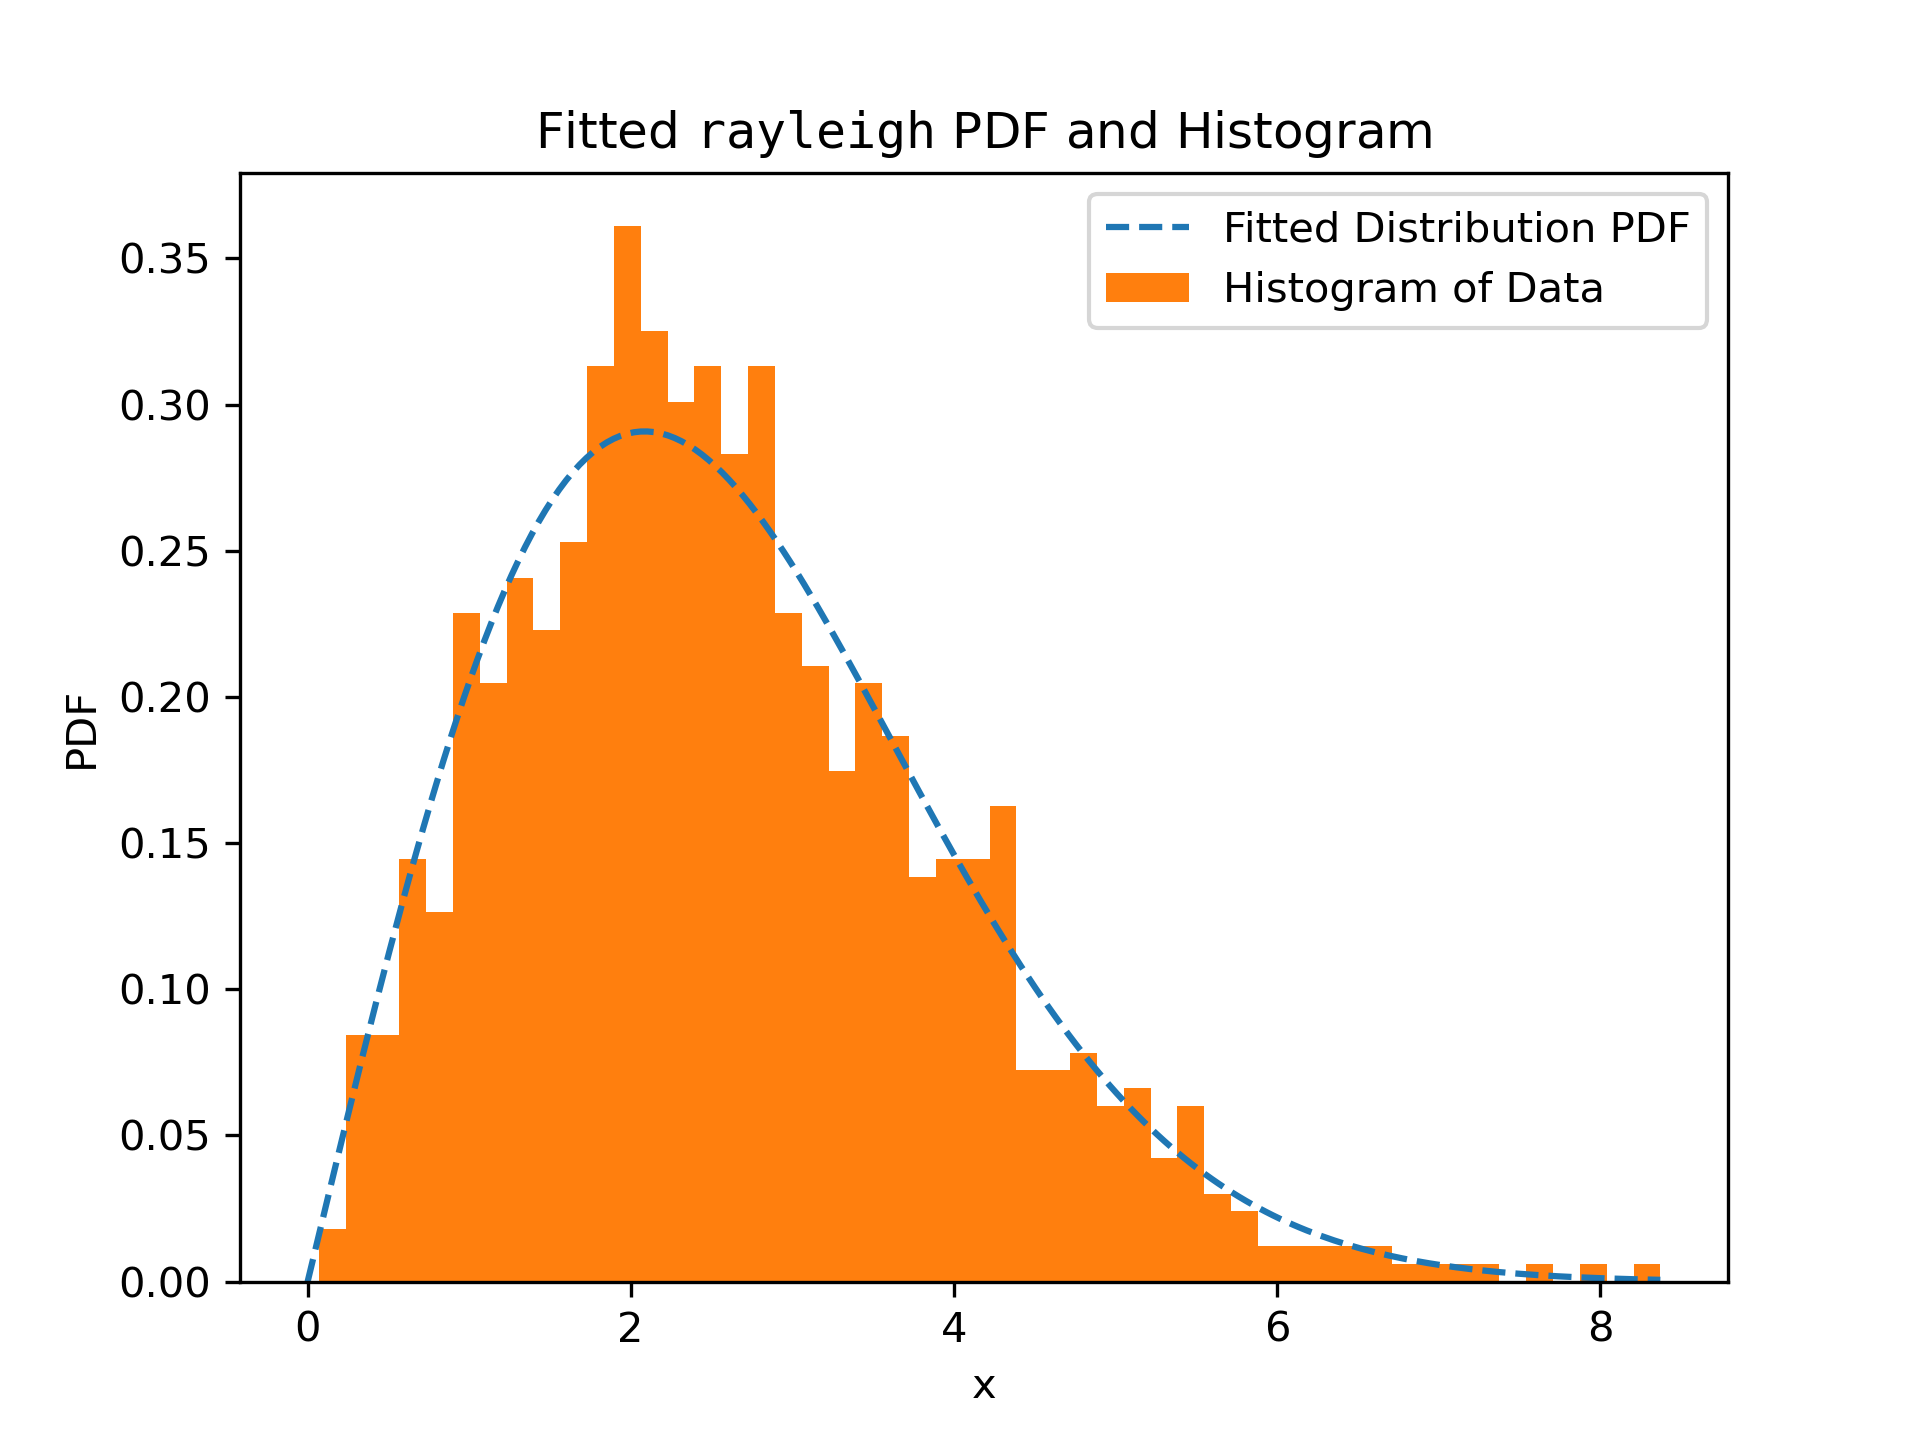 Fitted rayleigh PDF and Histogram
Fitted Distribution PDF
Histogram of Data
0.35
0.30
0.25
0.20
0.15
0.10
0.05
0.00
PDF
0 2 4 6 8
x